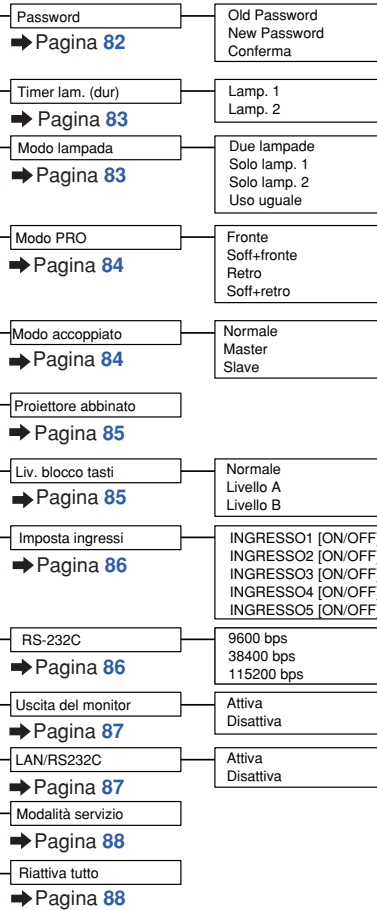 Password
➡ Pagina 82
Old Password
New Password
Conferma
Timer lam. (dur)
➡ Pagina 83
Lamp. 1
Lamp. 2
Modo lampada
➡ Pagina 83
Due lampade
Solo lamp. 1
Solo lamp. 2
Uso uguale
Modo PRO
➡ Pagina 84
Fronte
Soff+fronte
Retro
Soff+retro
Modo accoppiato
➡ Pagina 84
Normale
Master
Slave
Proiettore abbinato
➡ Pagina 85
Liv. blocco tasti
➡ Pagina 85
Normale
Livello A
Livello B
Imposta ingressi
➡ Pagina 86
INGRESSO1 [ON/OFF]
INGRESSO2 [ON/OFF]
INGRESSO3 [ON/OFF]
INGRESSO4 [ON/OFF]
INGRESSO5 [ON/OFF]
RS-232C
➡ Pagina 86
9600 bps
38400 bps
115200 bps
Uscita del monitor
➡ Pagina 87
Attiva
Disattiva
LAN/RS232C
➡ Pagina 87
Attiva
Disattiva
Modalità servizio
➡ Pagina 88
Riattiva tutto
➡ Pagina 88